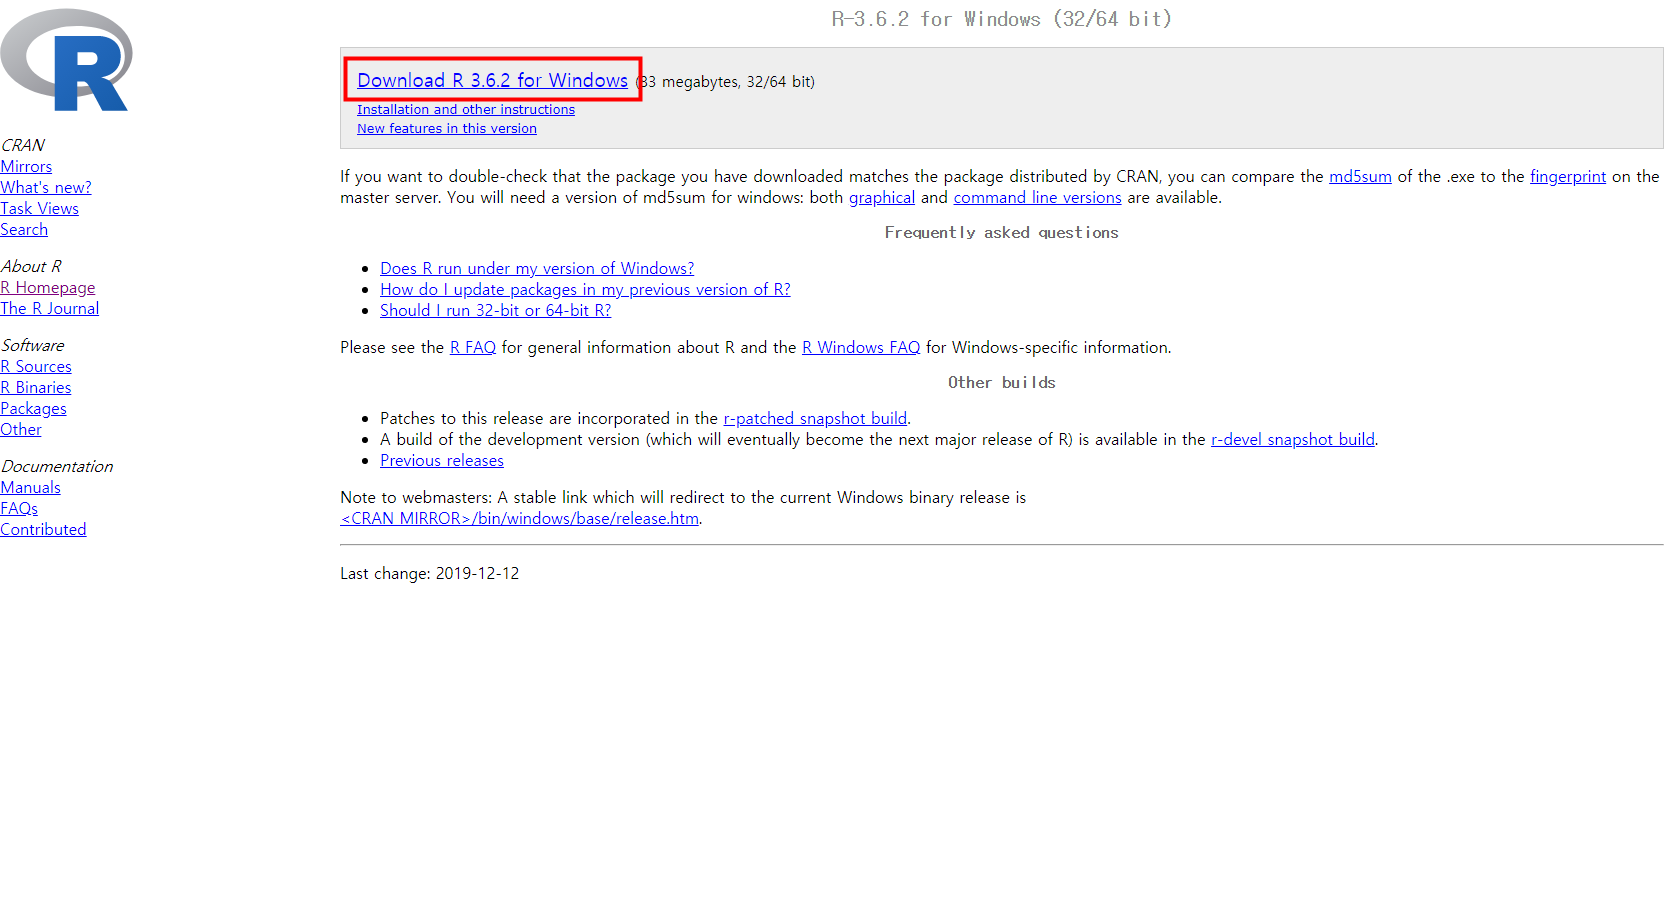 R
CRAN
Mirrors
What's new?
Task Views
Search
About R
R Homepage
The R Journal
Software
R Sources
R Binaries
Packages
Other
Documentation
Manuals
FAQs
Contributed
R-3.6.2 for Windows (32/64 bit)
Download R 3.6.2 for Windows (83 megabytes, 32/64 bit)
Installation and other instructions
New features in this version
If you want to double-check that the package you have downloaded matches the package distributed by CRAN, you can compare the md5sum of the .exe to the fingerprint on the
master server. You will need a version of md5sum for windows: both graphical and command line versions are available.
Frequently asked questions
Does R run under my version of Windows?
How do I update packages in my previous version of R?
Should I run 32-bit or 64-bit R?
Please see the R FAQ for general information about R and the R Windows FAQ for Windows-specific information.
Other builds
Patches to this release are incorporated in the r-patched snapshot build.
A build of the development version (which will eventually become the next major release of R) is available in the r-devel snapshot build.
Previous releases
Note to webmasters: A stable link which will redirect to the current Windows binary release is
<CRAN MIRROR>/bin/windows/base/release.htm.
Last change: 2019-12-12